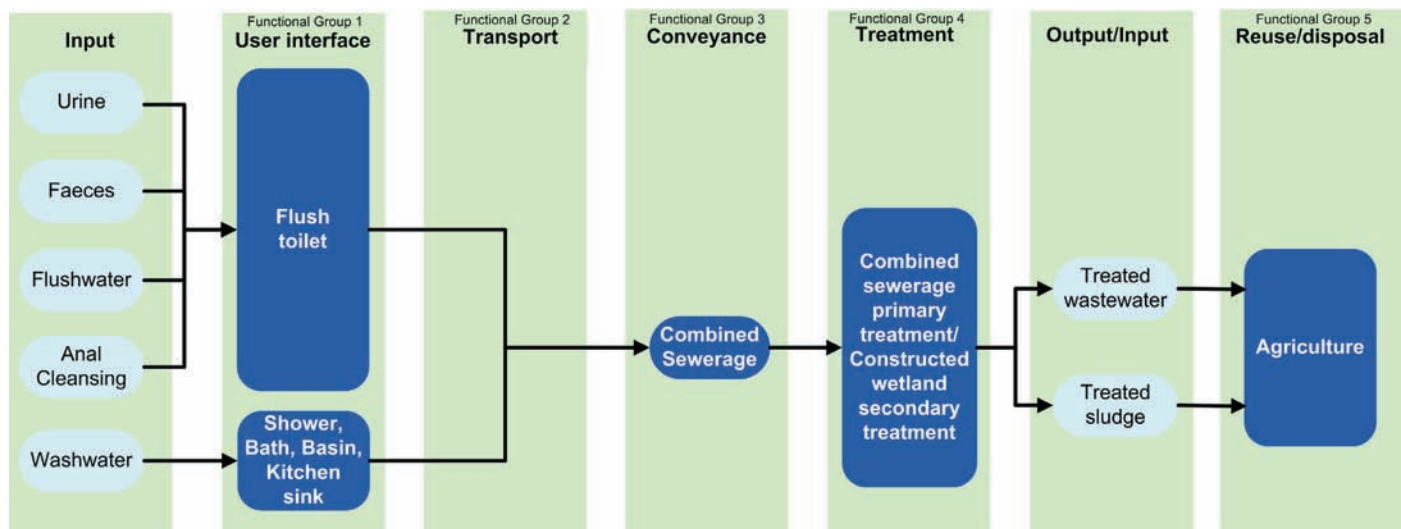 Input
Functional Group 1
User interface
Functional Group 2
Transport
Functional Group 3
Conveyance
Functional Group 4
Treatment
Output/Input
Functional Group 5
Reuse/disposal
Urine
Faeces
Flushwater
Anal
Cleansing
Washwater
Flush
toilet
Shower,
Bath, Basin,
Kitchen
sink
Combined
Sewerage
Combined
sewerage
primary
treatment/
Constructed
wetland
secondary
treatment
Treated
wastewater
Treated
sludge
Agriculture